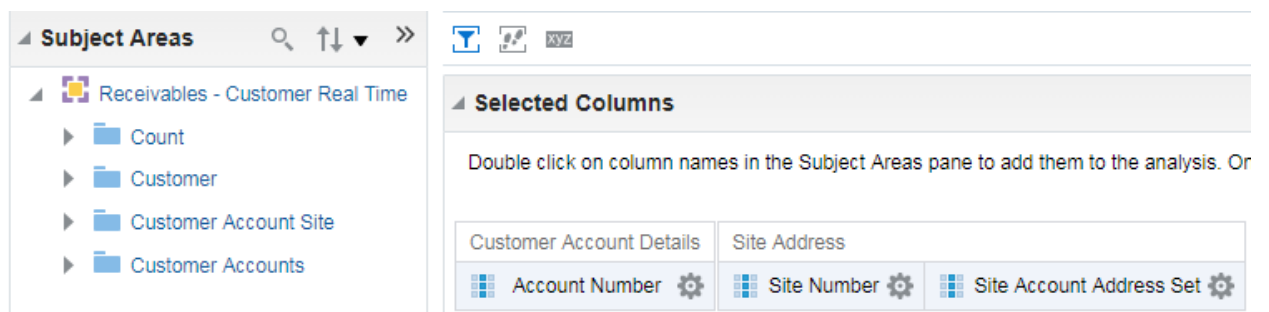 Subject Areas
Receivables - Customer Real Time
Count
Customer
Customer Account Site
Customer Accounts
xyz
Selected Columns
Double click on column names in the Subject Areas pane to add them to the analysis. Or
Customer Account Details Site Address
Account Number Site Number Site Account Address Set